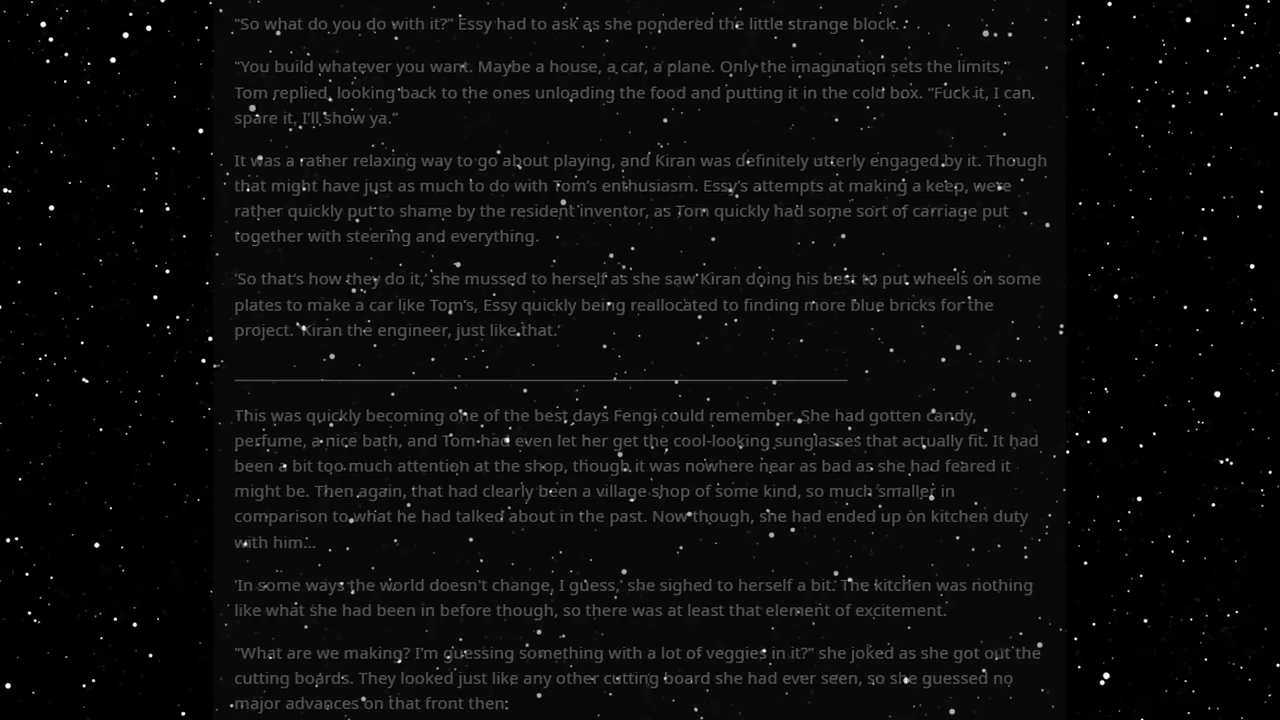 “So what do you do with it?” Essy had to ask as she pondered the little strange block.
“You build whatever you want. Maybe a house, a car, a plane. Only the imagination sets the limits,”
Tom replied, looking back to the ones unloading the food and putting it in the cold box. “Fuck it, I can
spare it, I’ll show ya.”
It was a rather relaxing way to go about playing, and Kiran was definitely utterly engaged by it. Though
that might have just as much to do with Tom’s enthusiasm. Essy’s attempts at making a keep, were
rather quickly put to shame by the resident inventor, as Tom quickly had some sort of carriage put
together with steering and everything.
‘So that’s how they do it,’ she mussed to herself as she saw Kiran doing his best to put wheels on some
plates to make a car like Tom’s, Essy quickly being reallocated to finding more blue bricks for the
project. ‘Kiran the engineer, just like that.’
This was quickly becoming one of the best days Fengi could remember. She had gotten candy,
perfume, a nice bath, and Tom had even let her get the cool-looking sunglasses that actually fit. It had
been a bit too much attention at the shop, though it was nowhere near as bad as she had feared it
might be. Then again, that had clearly been a village shop of some kind, so much smaller in
comparison to what he had talked about in the past. Now though, she had ended up on kitchen duty
with him…
‘In some ways the world doesn’t change, I guess,’ she sighed to herself a bit. The kitchen was nothing
like what she had been in before though, so there was at least that element of excitement.
“What are we making? I’m guessing something with a lot of veggies in it?” she joked as she got out the
cutting boards. They looked just like any other cutting board she had ever seen, so she guessed no
major advances on that front then.